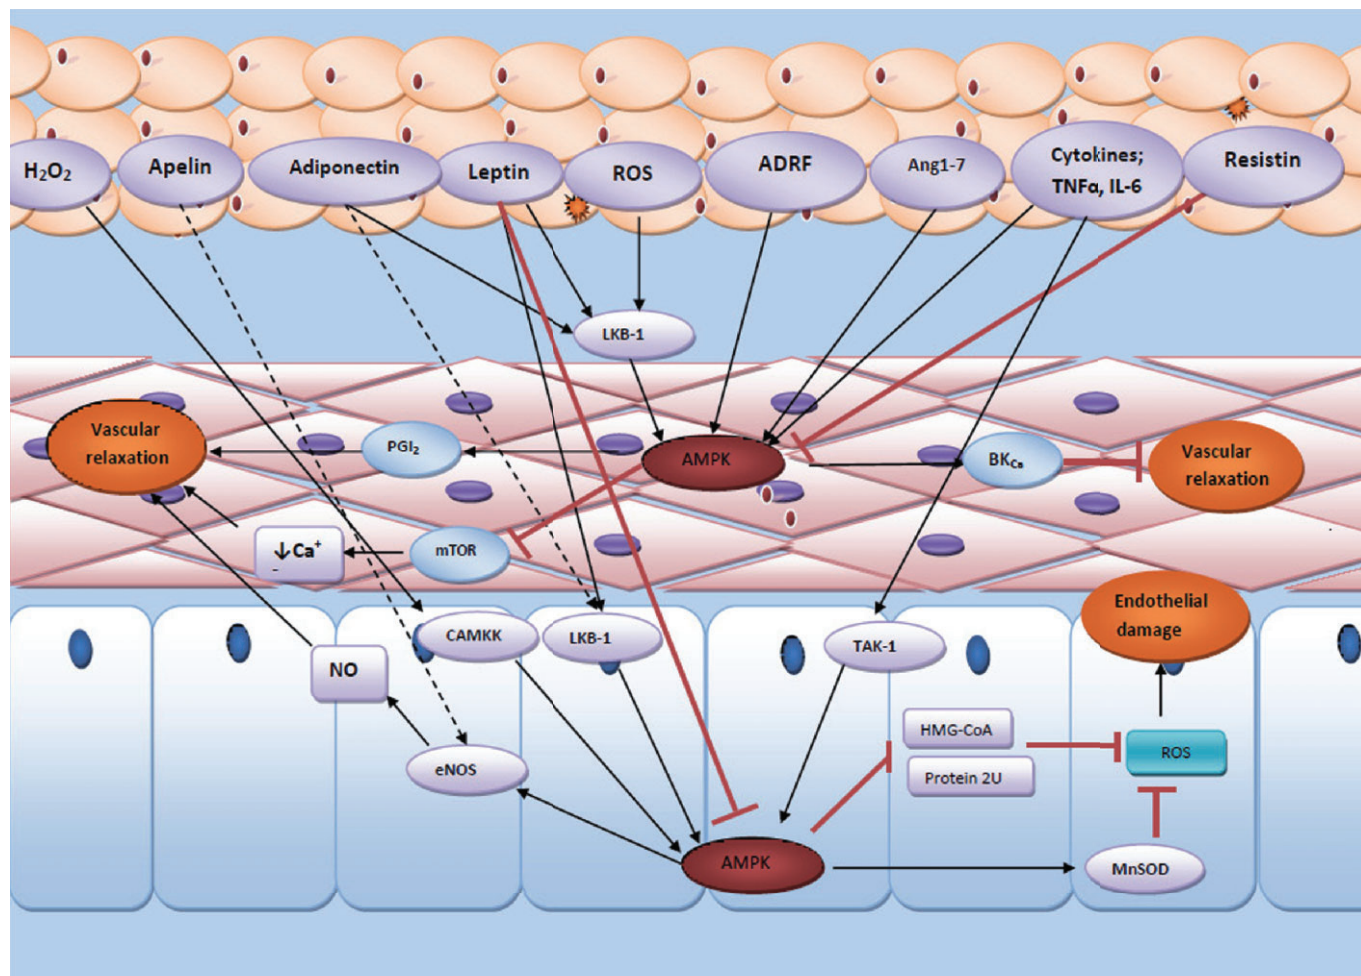 H₂O₂
Apelin
Adiponectin
Leptin
ROS
ADRF
Ang1-7
Cytokines;
TNFα, IL-6
Resistin
LKB-1
Vascular
relaxation
PGI₂
AMPK
BKCa
Vascular
relaxation
↓Ca⁺
mTOR
CAMKK
LKB-1
TAK-1
Endothelial
damage
NO
eNOS
HMG-CoA
Protein 2U
ROS
AMPK
MnSOD